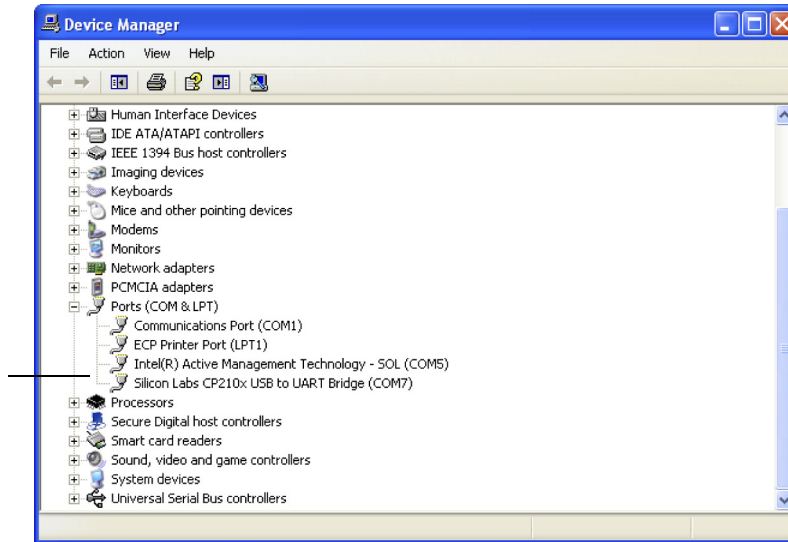 Device Manager
File Action View Help
Human Interface Devices
IDE ATA/ATAPI controllers
IEEE 1394 Bus host controllers
Imaging devices
Keyboards
Mice and other pointing devices
Modems
Monitors
Network adapters
PCMCIA adapters
Ports (COM & LPT)
Communications Port (COM1)
ECP Printer Port (LPT1)
Intel(R) Active Management Technology - SOL (COM5)
Silicon Labs CP210x USB to UART Bridge (COM7)
Processors
Secure Digital host controllers
Smart card readers
Sound, video and game controllers
System devices
Universal Serial Bus controllers